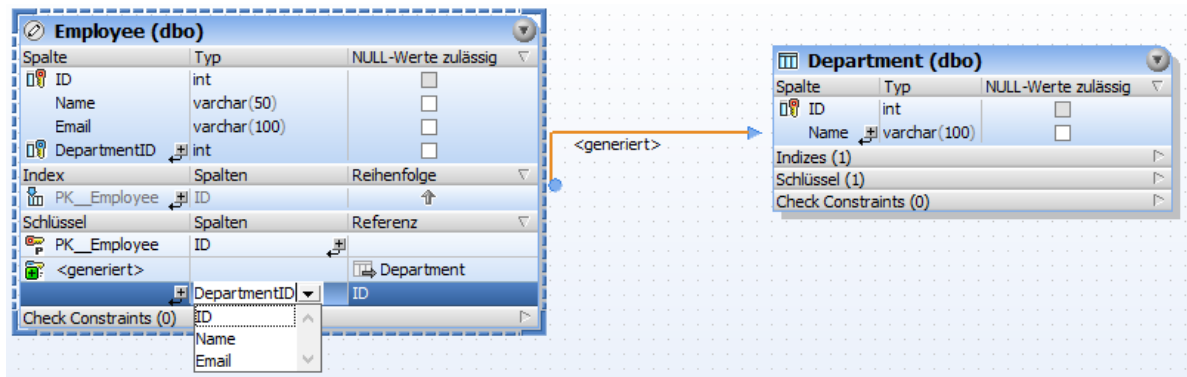 Employee (dbo)
Spalte Typ NULL-Werte zulässig
ID int
Name varchar(50)
Email varchar(100)
DepartmentID int
Index Spalten Reihenfolge
PK__Employee ID
Schlüssel Spalten Referenz
PK__Employee ID
<generiert> Department
DepartmentID ID
Check Constraints (0)
ID
Name
Email
<generiert>
Department (dbo)
Spalte Typ NULL-Werte zulässig
ID int
Name varchar(100)
Indizes (1)
Schlüssel (1)
Check Constraints (0)